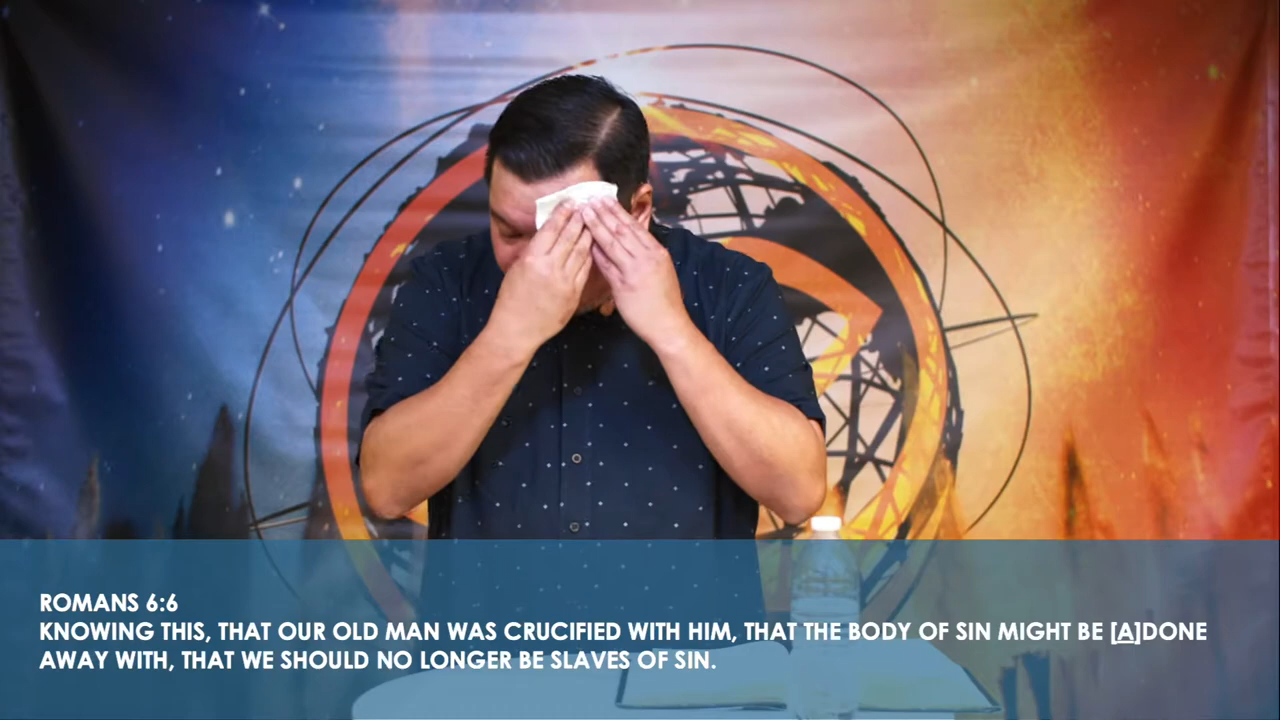 ROMANS 6:6
KNOWING THIS, THAT OUR OLD MAN WAS CRUCIFIED WITH HIM, THAT THE BODY OF SIN MIGHT BE [A]DONE
AWAY WITH, THAT WE SHOULD NO LONGER BE SLAVES OF SIN.